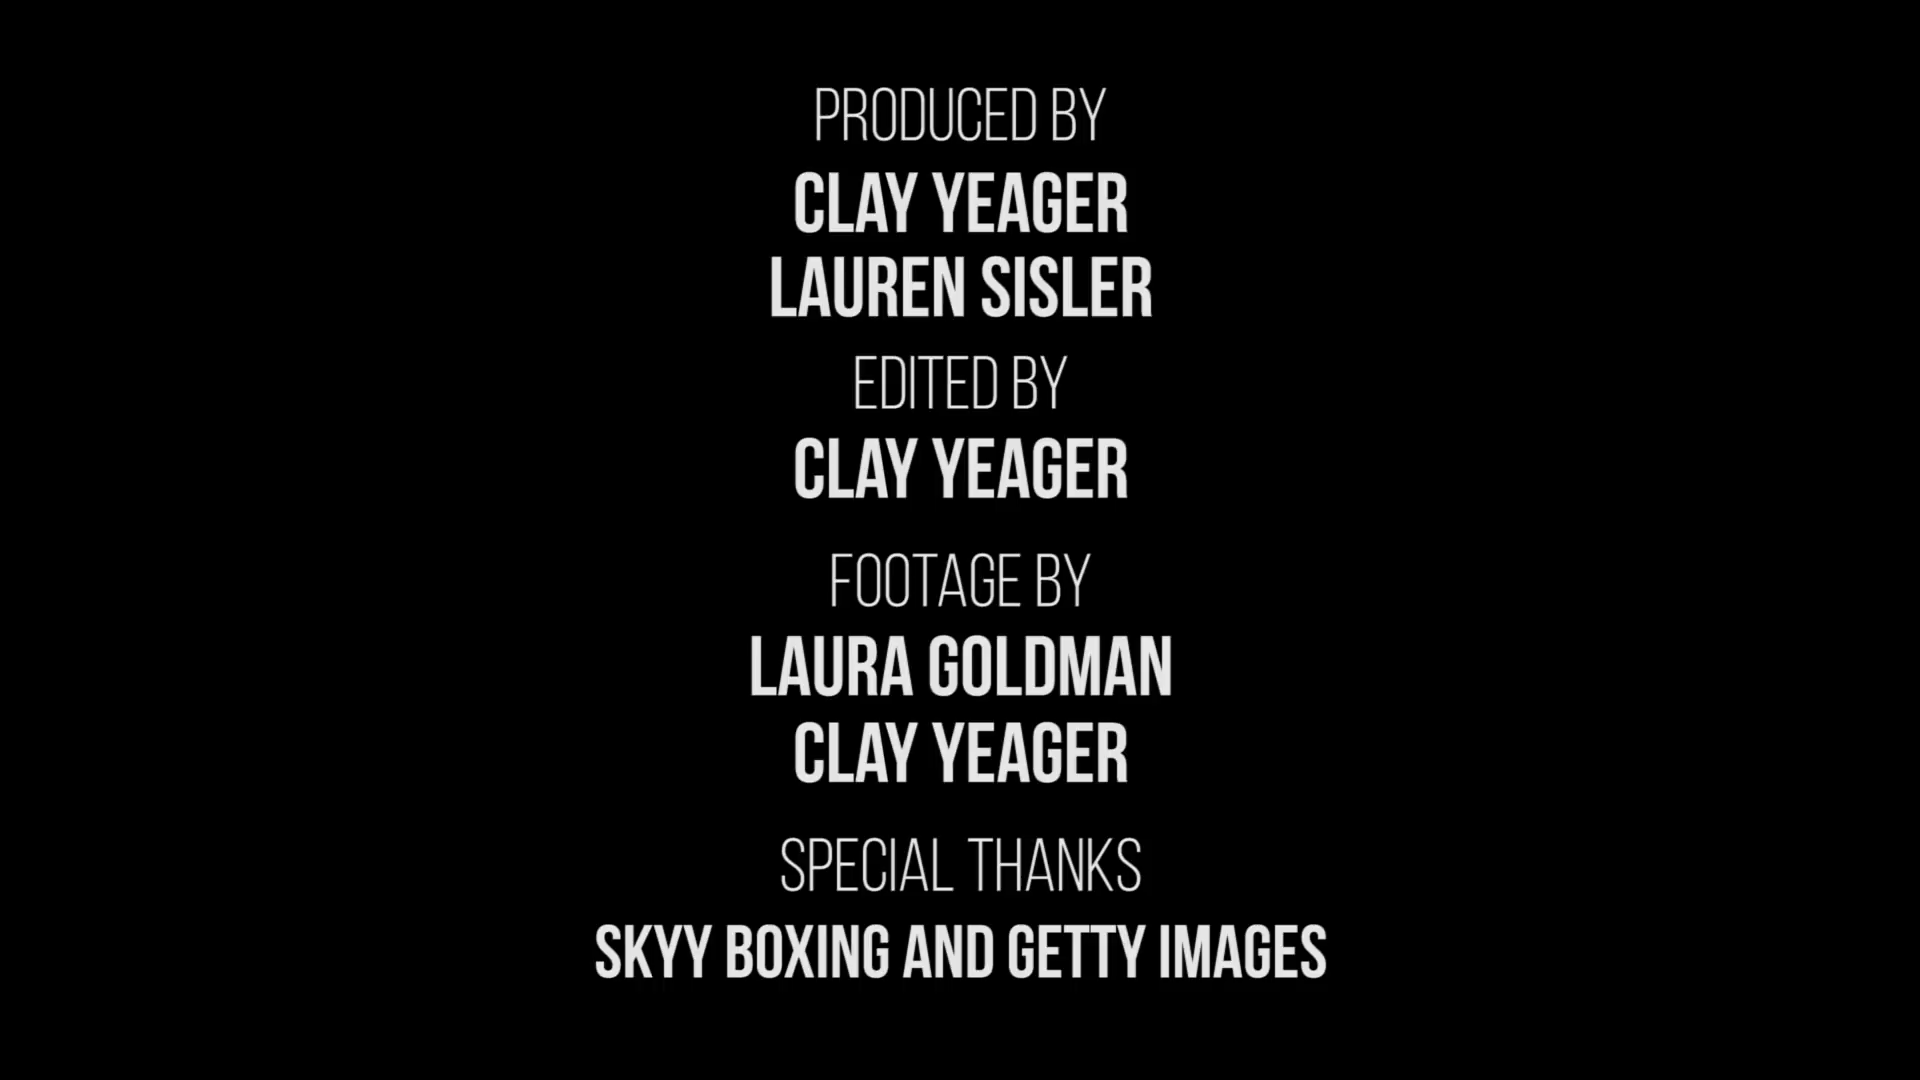 PRODUCED BY
CLAY YEAGER
LAUREN SISLER
EDITED BY
CLAY YEAGER
FOOTAGE BY
LAURA GOLDMAN
CLAY YEAGER
SPECIAL THANKS
SKYY BOXING AND GETTY IMAGES